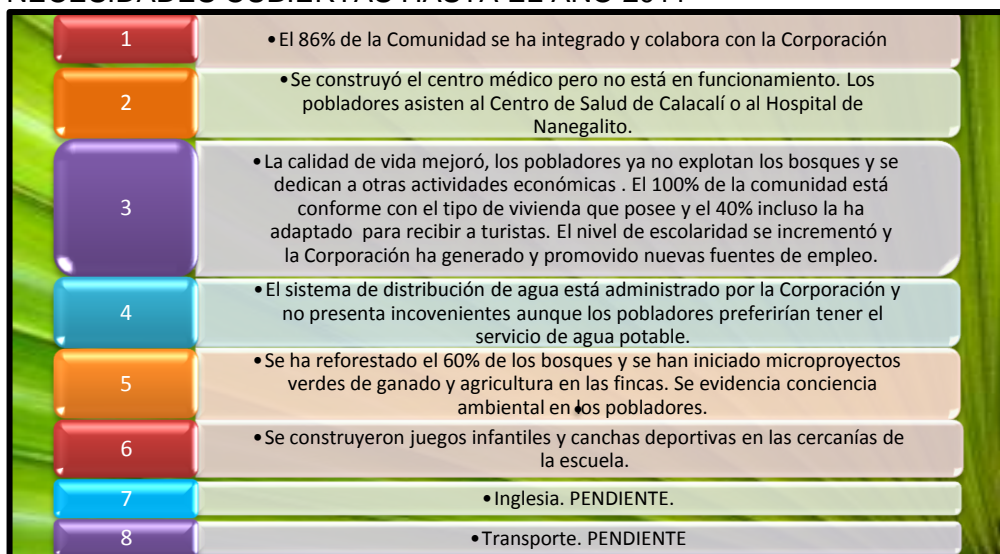 NECESIDADES CUBIERTAS HASTA EL AÑO 2011
1
•El 86% de la Comunidad se ha integrado y colabora con la Corporación
2
•Se construyó el centro médico pero no está en funcionamiento. Los
pobladores asisten al Centro de Salud de Calacalí o al Hospital de
Nanegalito.
3
•La calidad de vida mejoró, los pobladores ya no explotan los bosques y se
dedican a otras actividades económicas . El 100% de la comunidad está
conforme con el tipo de vivienda que posee y el 40% incluso la ha
adaptado para recibir a turistas. El nivel de escolaridad se incrementó y
la Corporación ha generado y promovido nuevas fuentes de empleo.
4
•El sistema de distribución de agua está administrado por la Corporación y
no presenta incovenientes aunque los pobladores preferirían tener el
servicio de agua potable.
5
•Se ha reforestado el 60% de los bosques y se han iniciado microproyectos
verdes de ganado y agricultura en las fincas. Se evidencia conciencia
ambiental en los pobladores.
6
•Se construyeron juegos infantiles y canchas deportivas en las cercanías de
la escuela.
7
•Inglesia. PENDIENTE.
8
•Transporte. PENDIENTE